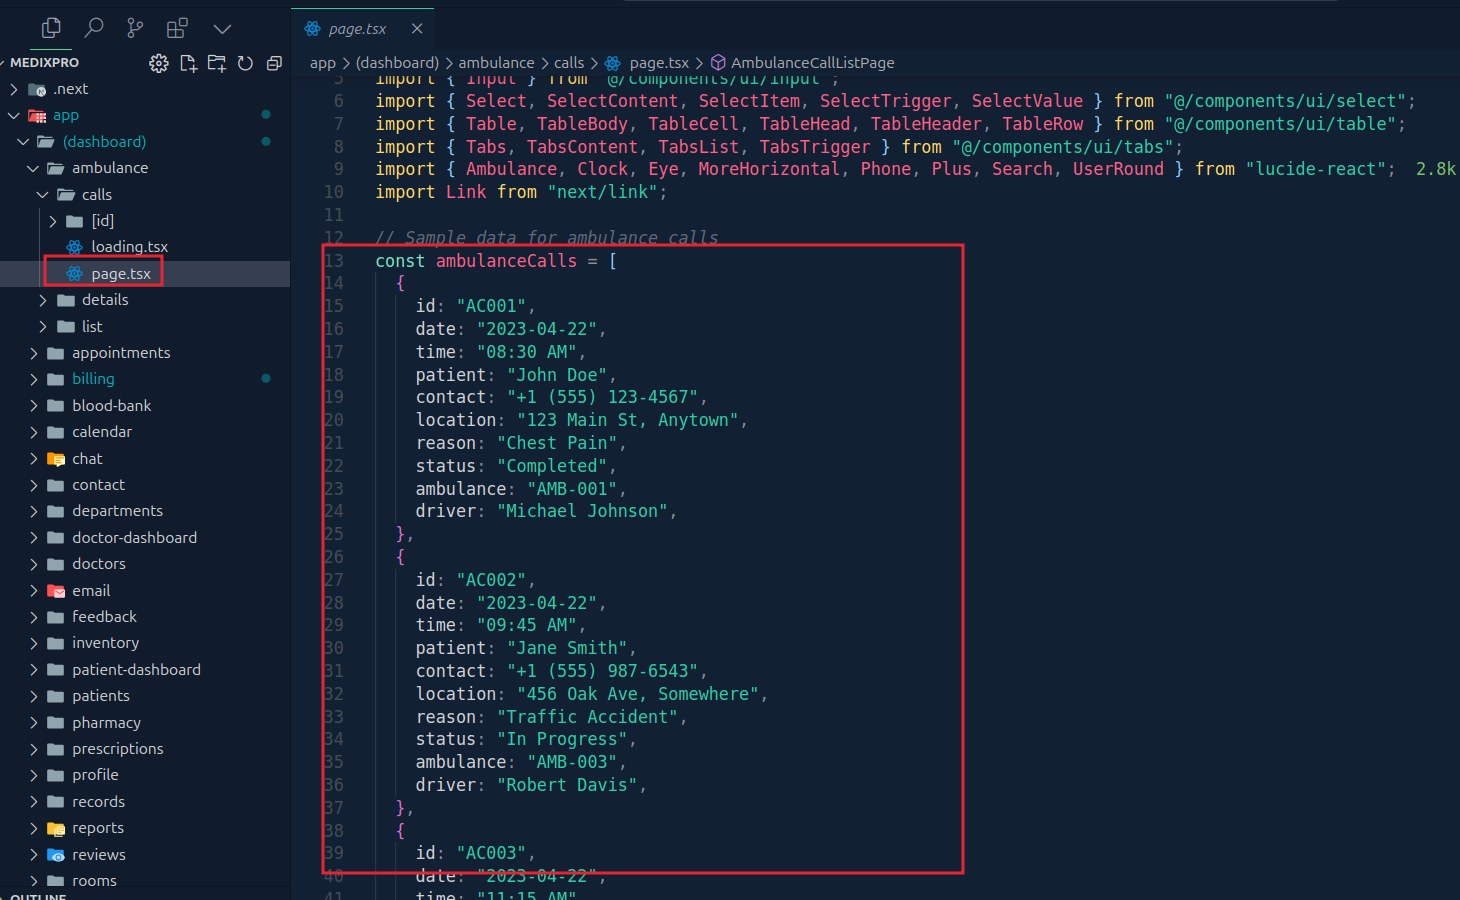 page.tsx
MEDIXPRO
app > (dashboard) > ambulance > calls > page.tsx > AmbulanceCallListPage
.next
app
(dashboard)
ambulance
calls
[id]
loading.tsx
page.tsx
details
list
appointments
billing
blood-bank
calendar
chat
contact
departments
doctor-dashboard
doctors
email
feedback
inventory
patient-dashboard
patients
pharmacy
prescriptions
profile
records
reports
reviews
rooms
OUTLINE
5 import { Input } from "@/components/ui/input";
6 import { Select, SelectContent, SelectItem, SelectTrigger, SelectValue } from "@/components/ui/select";
7 import { Table, TableBody, TableCell, TableHead, TableHeader, TableRow } from "@/components/ui/table";
8 import { Tabs, TabsContent, TabsList, TabsTrigger } from "@/components/ui/tabs";
9 import { Ambulance, Clock, Eye, MoreHorizontal, Phone, Plus, Search, UserRound } from "lucide-react"; 2.8k
10 import Link from "next/link";
11
12 // Sample data for ambulance calls
13 const ambulanceCalls = [
14 {
15 id: "AC001",
16 date: "2023-04-22",
17 time: "08:30 AM",
18 patient: "John Doe",
19 contact: "+1 (555) 123-4567",
20 location: "123 Main St, Anytown",
21 reason: "Chest Pain",
22 status: "Completed",
23 ambulance: "AMB-001",
24 driver: "Michael Johnson",
25 },
26 {
27 id: "AC002",
28 date: "2023-04-22",
29 time: "09:45 AM",
30 patient: "Jane Smith",
31 contact: "+1 (555) 987-6543",
32 location: "456 Oak Ave, Somewhere",
33 reason: "Traffic Accident",
34 status: "In Progress",
35 ambulance: "AMB-003",
36 driver: "Robert Davis",
37 },
38 {
39 id: "AC003",
40 date: "2023-04-22",
41 time: "11:15 AM"